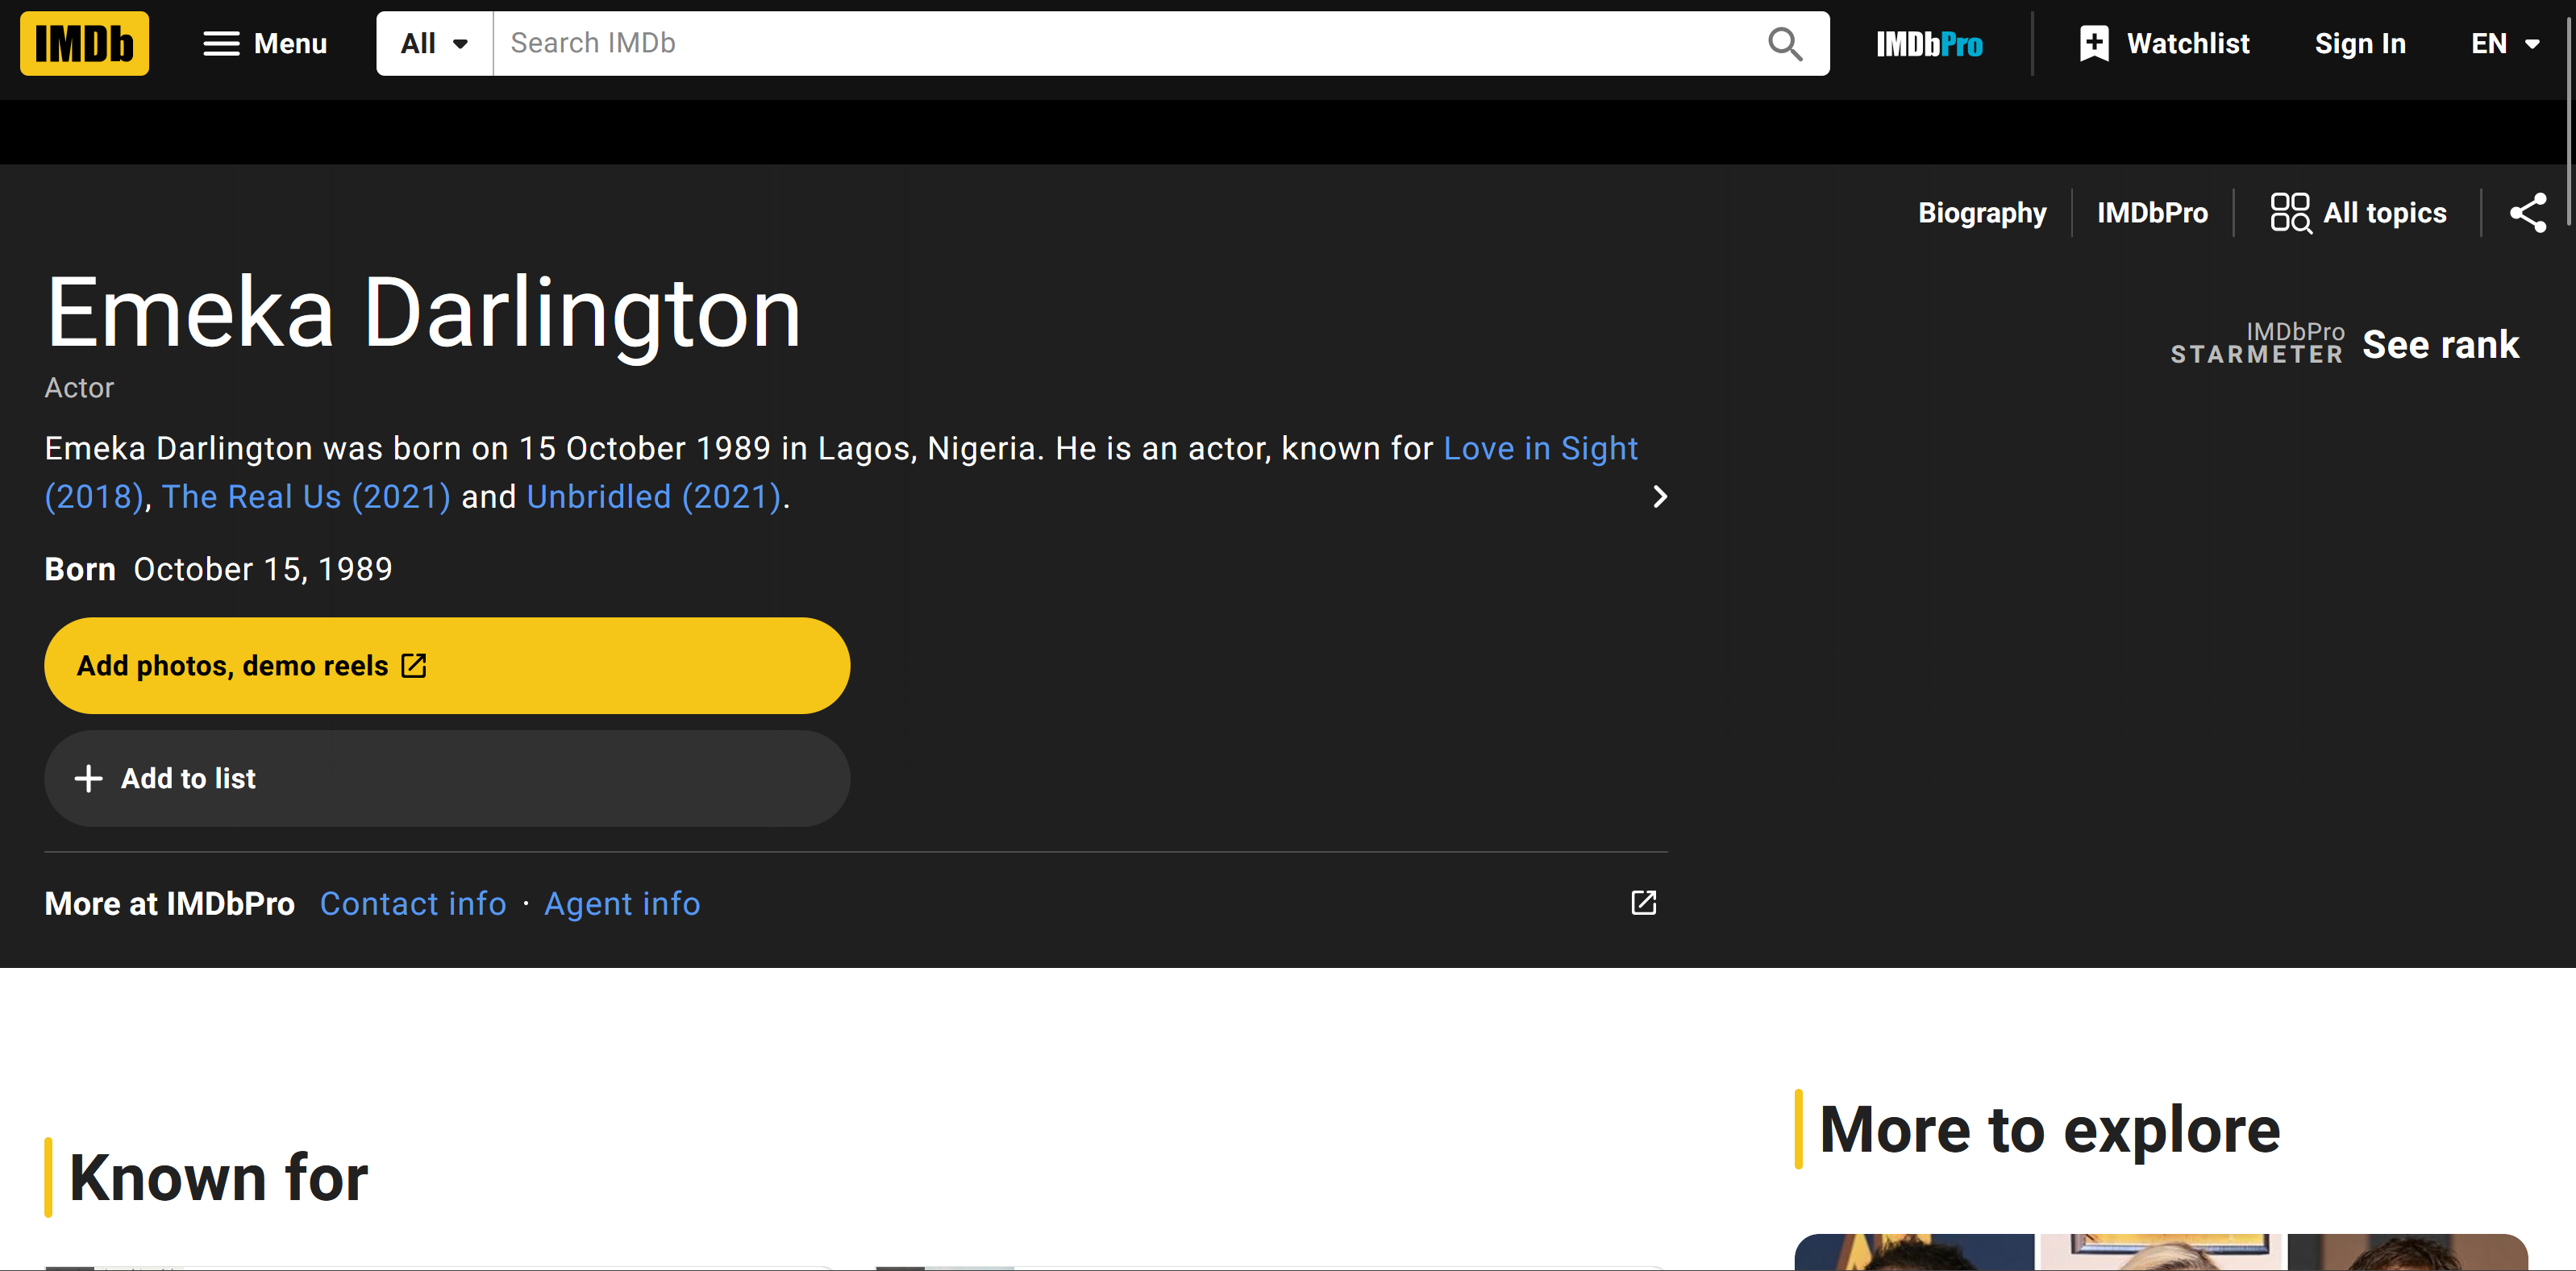 IMDb Menu All Search IMDb IMDbPro Watchlist Sign In EN
Biography IMDbPro All topics
Emeka Darlington
IMDbPro
STARMETER See rank
Actor
Emeka Darlington was born on 15 October 1989 in Lagos, Nigeria. He is an actor, known for Love in Sight
(2018), The Real Us (2021) and Unbridled (2021).
Born October 15, 1989
Add photos, demo reels
Add to list
More at IMDbPro Contact info · Agent info
More to explore
Known for